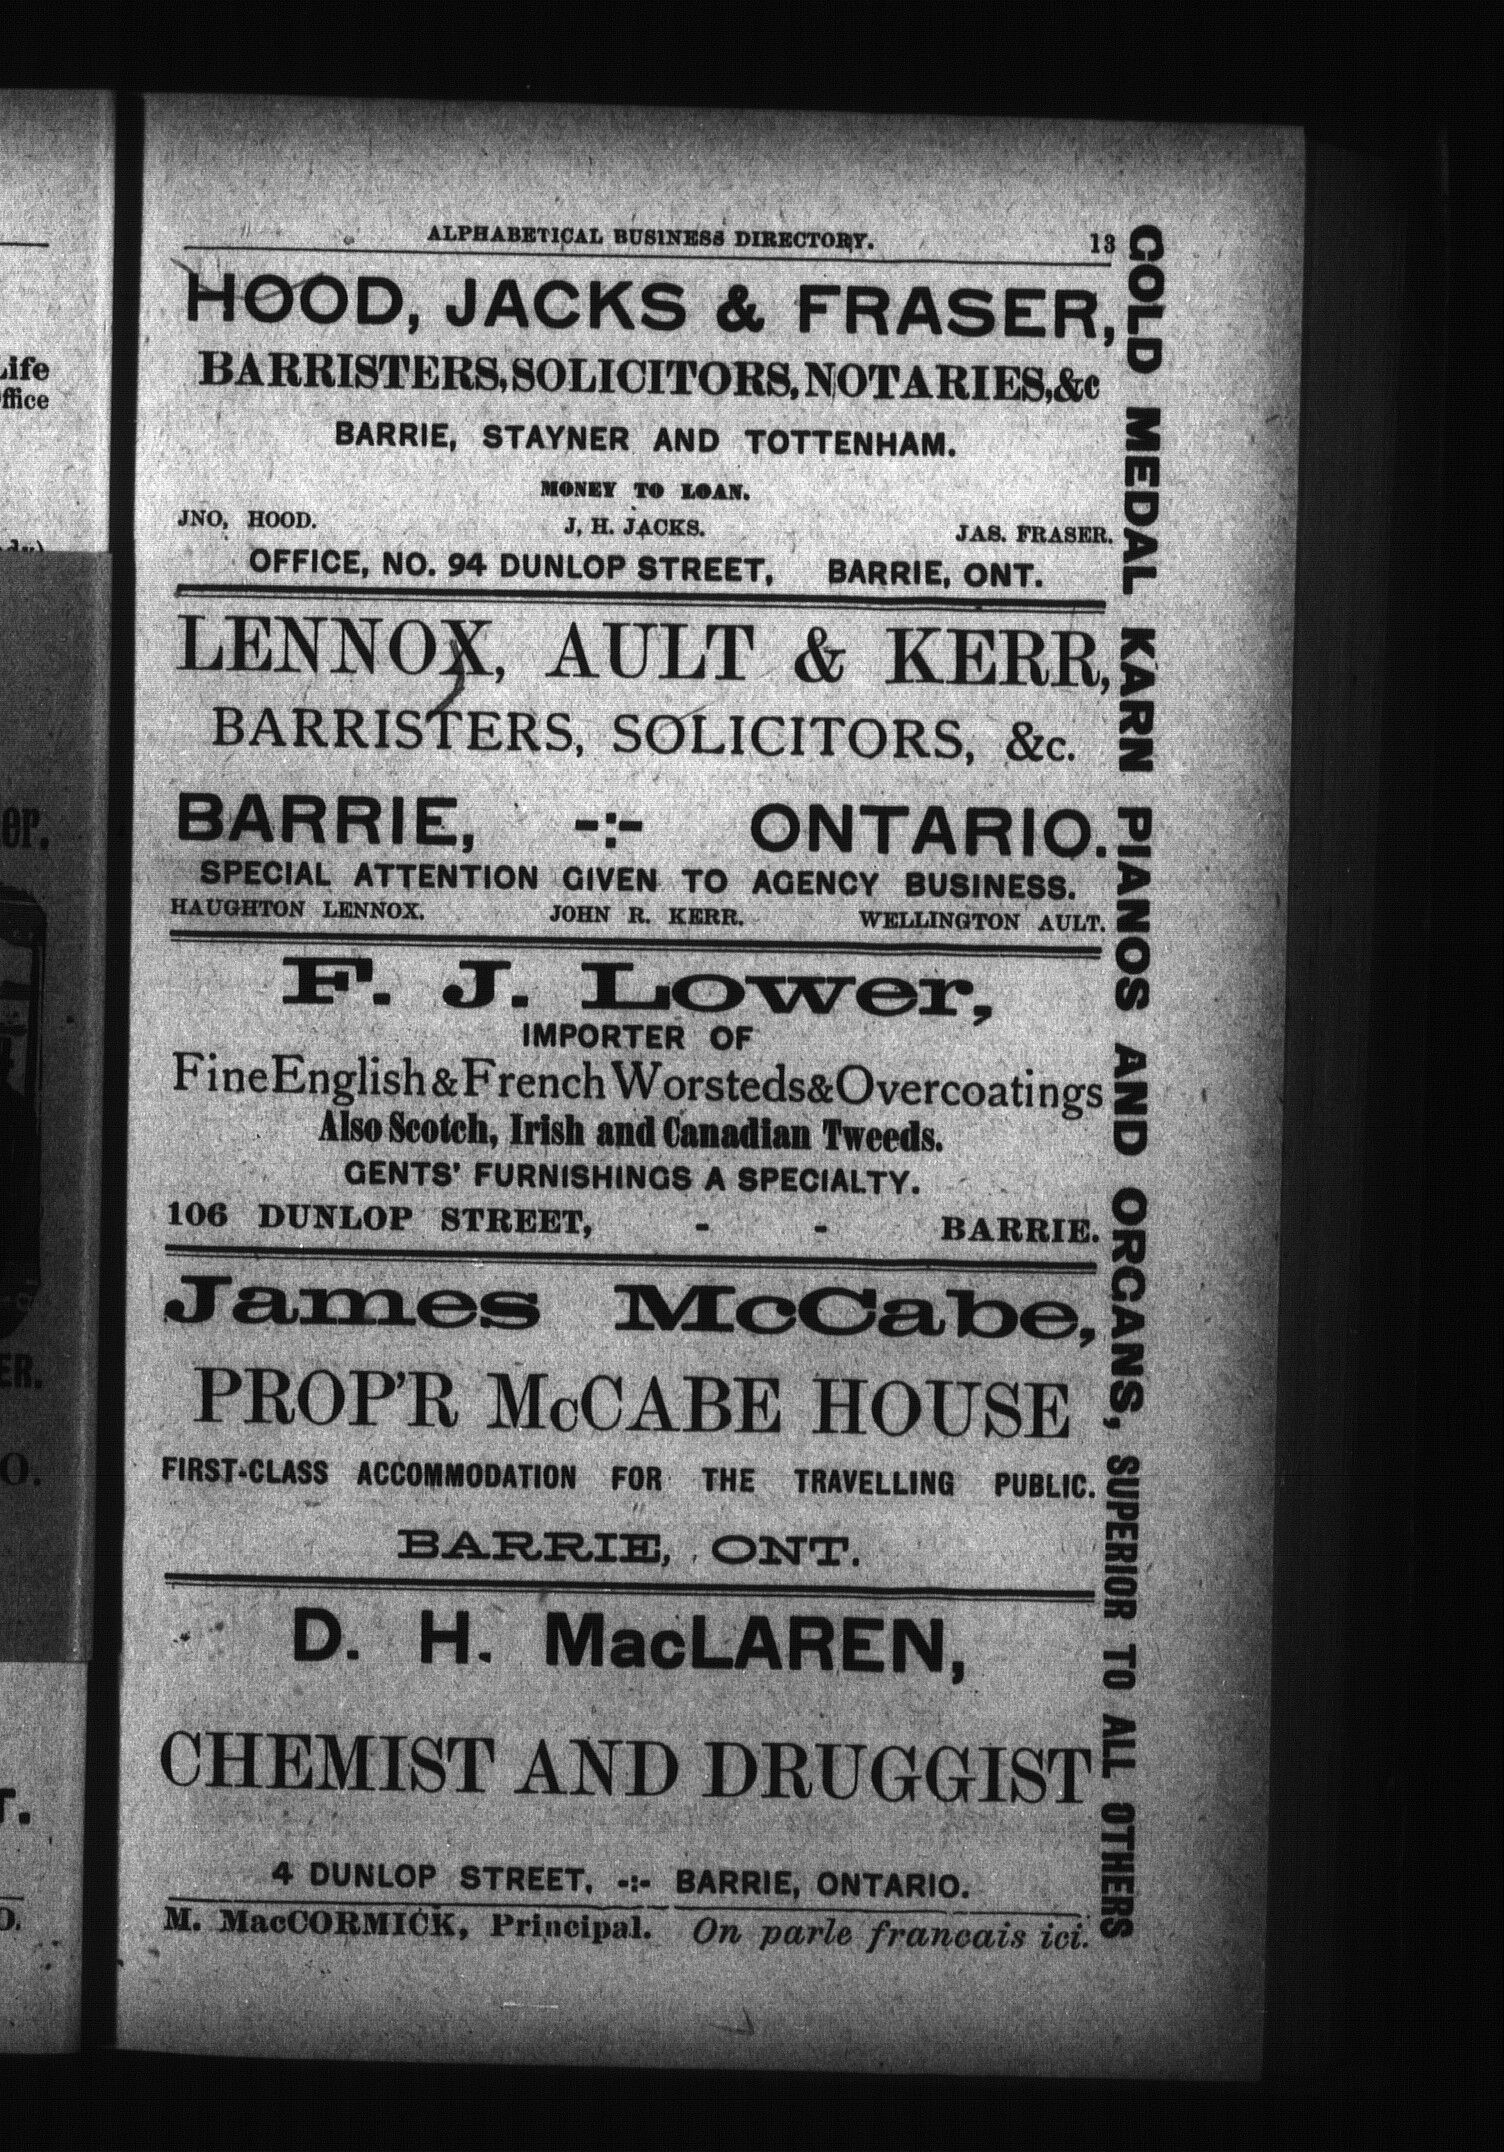 Life
ffice
er.
ER.
O.
T.
O.
ALPHABETICAL BUSINESS DIRECTORY. 13
HOOD, JACKS & FRASER,
BARRISTERS, SOLICITORS, NOTARIES, &c
BARRIE, STAYNER AND TOTTENHAM.
MONEY TO LOAN.
JNO, HOOD. J, H. JACKS. JAS. FRASER.
OFFICE, NO. 94 DUNLOP STREET, BARRIE, ONT.
LENNOX, AULT & KERR,
BARRISTERS, SOLICITORS, &c.
BARRIE, -:- ONTARIO.
SPECIAL ATTENTION GIVEN TO AGENCY BUSINESS.
HAUGHTON LENNOX. JOHN R. KERR. WELLINGTON AULT.
F. J. Lower,
IMPORTER OF
Fine English & French Worsteds & Overcoatings
Also Scotch, Irish and Canadian Tweeds.
GENTS' FURNISHINGS A SPECIALTY.
106 DUNLOP STREET, - - BARRIE.
James McCabe,
PROP'R McCABE HOUSE
FIRST-CLASS ACCOMMODATION FOR THE TRAVELLING PUBLIC.
BARRIE, ONT.
D. H. MacLAREN,
CHEMIST AND DRUGGIST
4 DUNLOP STREET, -:- BARRIE, ONTARIO.
M. MacCORMICK, Principal. On parle francais ici.
GOLD MEDAL KARN PIANOS AND ORGANS, SUPERIOR TO ALL OTHERS